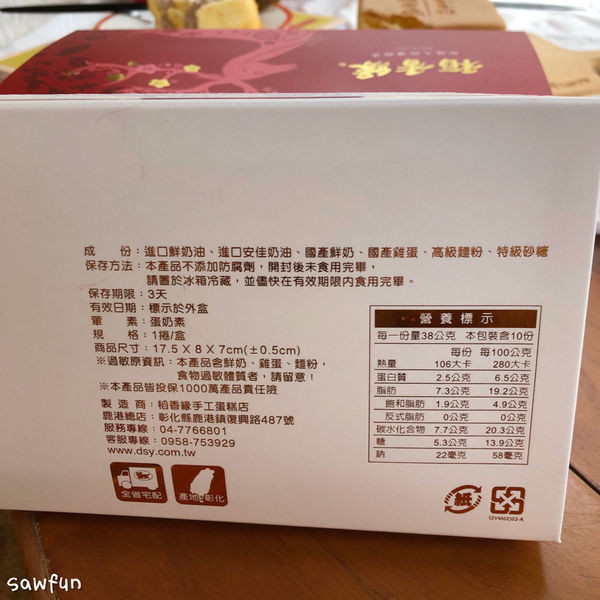 稻香緣
成　份：進口鮮奶油、進口安佳奶油、國產鮮奶、國產雞蛋、高級麵粉、特級砂糖
保存方法：本產品不添加防腐劑，開封後未食用完畢，
請置於冰箱冷藏，並儘快在有效期限內食用完畢。
保存期限：3天
有效日期：標示於外盒
葷　素：蛋奶素
規　格：1捲/盒
商品尺寸：17.5 X 8 X 7cm(±0.5cm)
※過敏原資訊：本產品含鮮奶、雞蛋、麵粉，
食物過敏體質者，請留意！
※本產品皆投保1000萬產品責任險
製 造 商：稻香緣手工蛋糕店
鹿港總店：彰化縣鹿港鎮復興路487號
服務專線：04-7766801
客服專線：0958-753929
www.dsy.com.tw
全省宅配
產地:彰化
營養標示
每一份量38公克　本包裝含10份
每份　每100公克
熱量　106大卡　280大卡
蛋白質　2.5公克　6.5公克
脂肪　7.3公克　19.2公克
飽和脂肪　1.9公克　4.9公克
反式脂肪　0公克　0公克
碳水化合物　7.7公克　20.3公克
糖　5.3公克　13.9公克
鈉　22毫克　58毫克
紙
(2VM02)03-A
sawfun